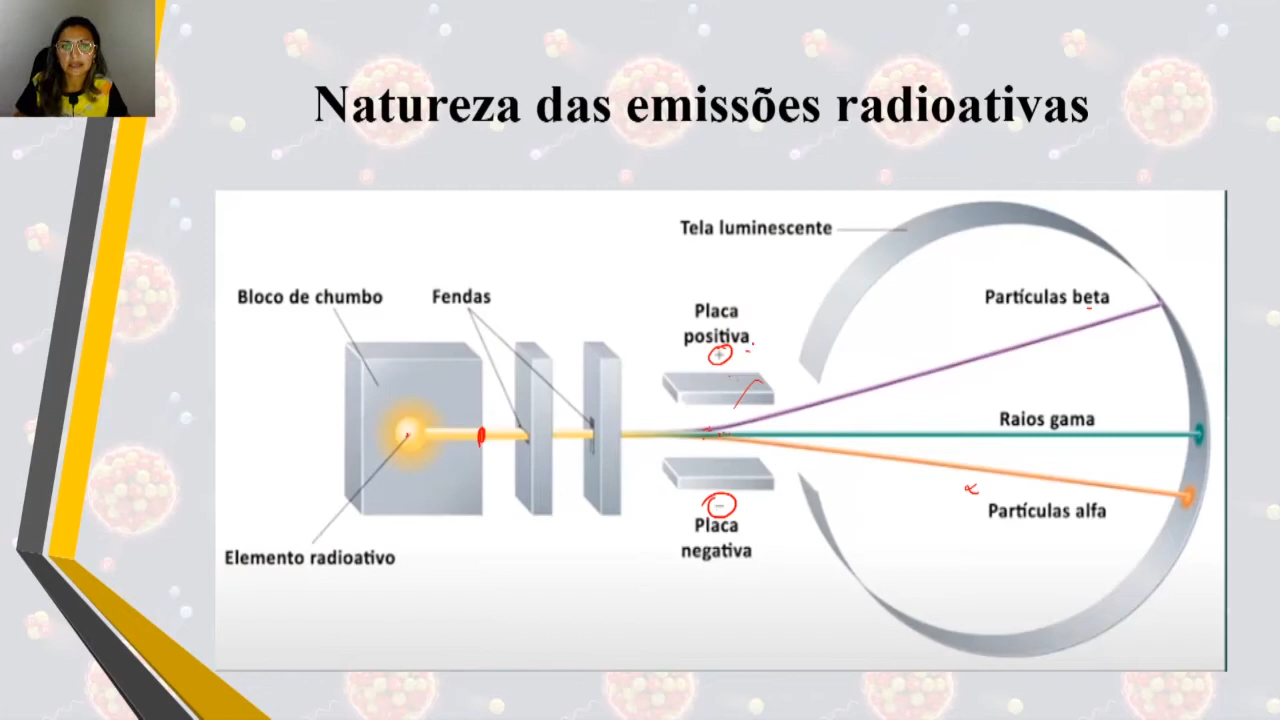 Natureza das emissões radioativas
Tela luminescente
Bloco de chumbo
Fendas
Placa
positiva
+
Partículas beta
Raios gama
α
Partículas alfa
−
Placa
negativa
Elemento radioativo